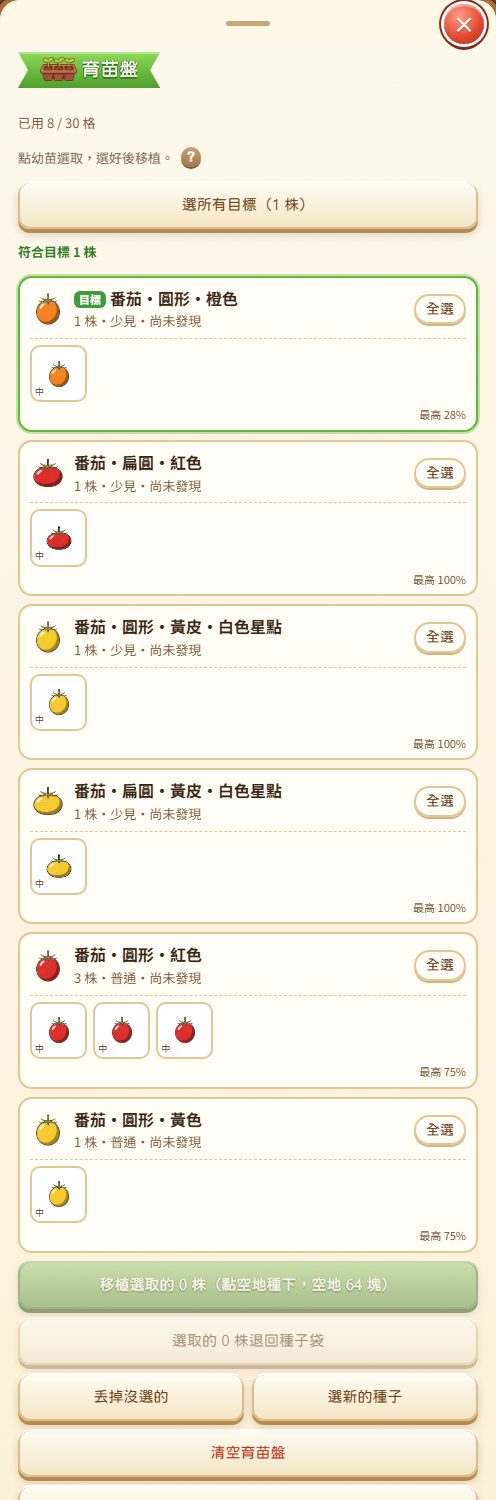 育苗盤
已用 8 / 30 格
點幼苗選取，選好後移植。 ?
選所有目標（1 株）
符合目標 1 株
目標 番茄・圓形・橙色
1 株・少見・尚未發現
全選
中
最高 28%
番茄・扁圓・紅色
1 株・少見・尚未發現
全選
中
最高 100%
番茄・圓形・黃皮・白色星點
1 株・少見・尚未發現
全選
中
最高 100%
番茄・扁圓・黃皮・白色星點
1 株・少見・尚未發現
全選
中
最高 100%
番茄・圓形・紅色
3 株・普通・尚未發現
全選
中 中 中
最高 75%
番茄・圓形・黃色
1 株・普通・尚未發現
全選
中
最高 75%
移植選取的 0 株（點空地種下，空地 64 塊）
選取的 0 株退回種子袋
丟掉沒選的 選新的種子
清空育苗盤